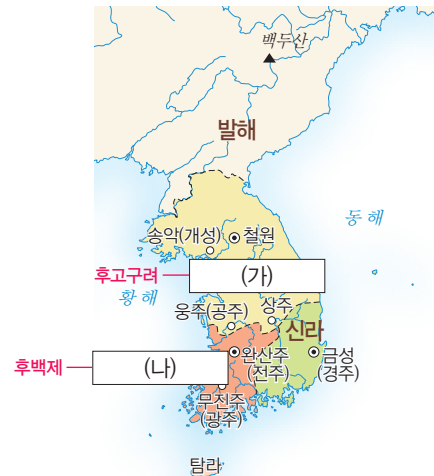 백두산
발해
동해
송악(개성)
철원
후고구려
(가)
황해
웅주(공주)
상주
신라
후백제
(나)
완산주
(전주)
금성
(경주)
무진주
(광주)
탐라